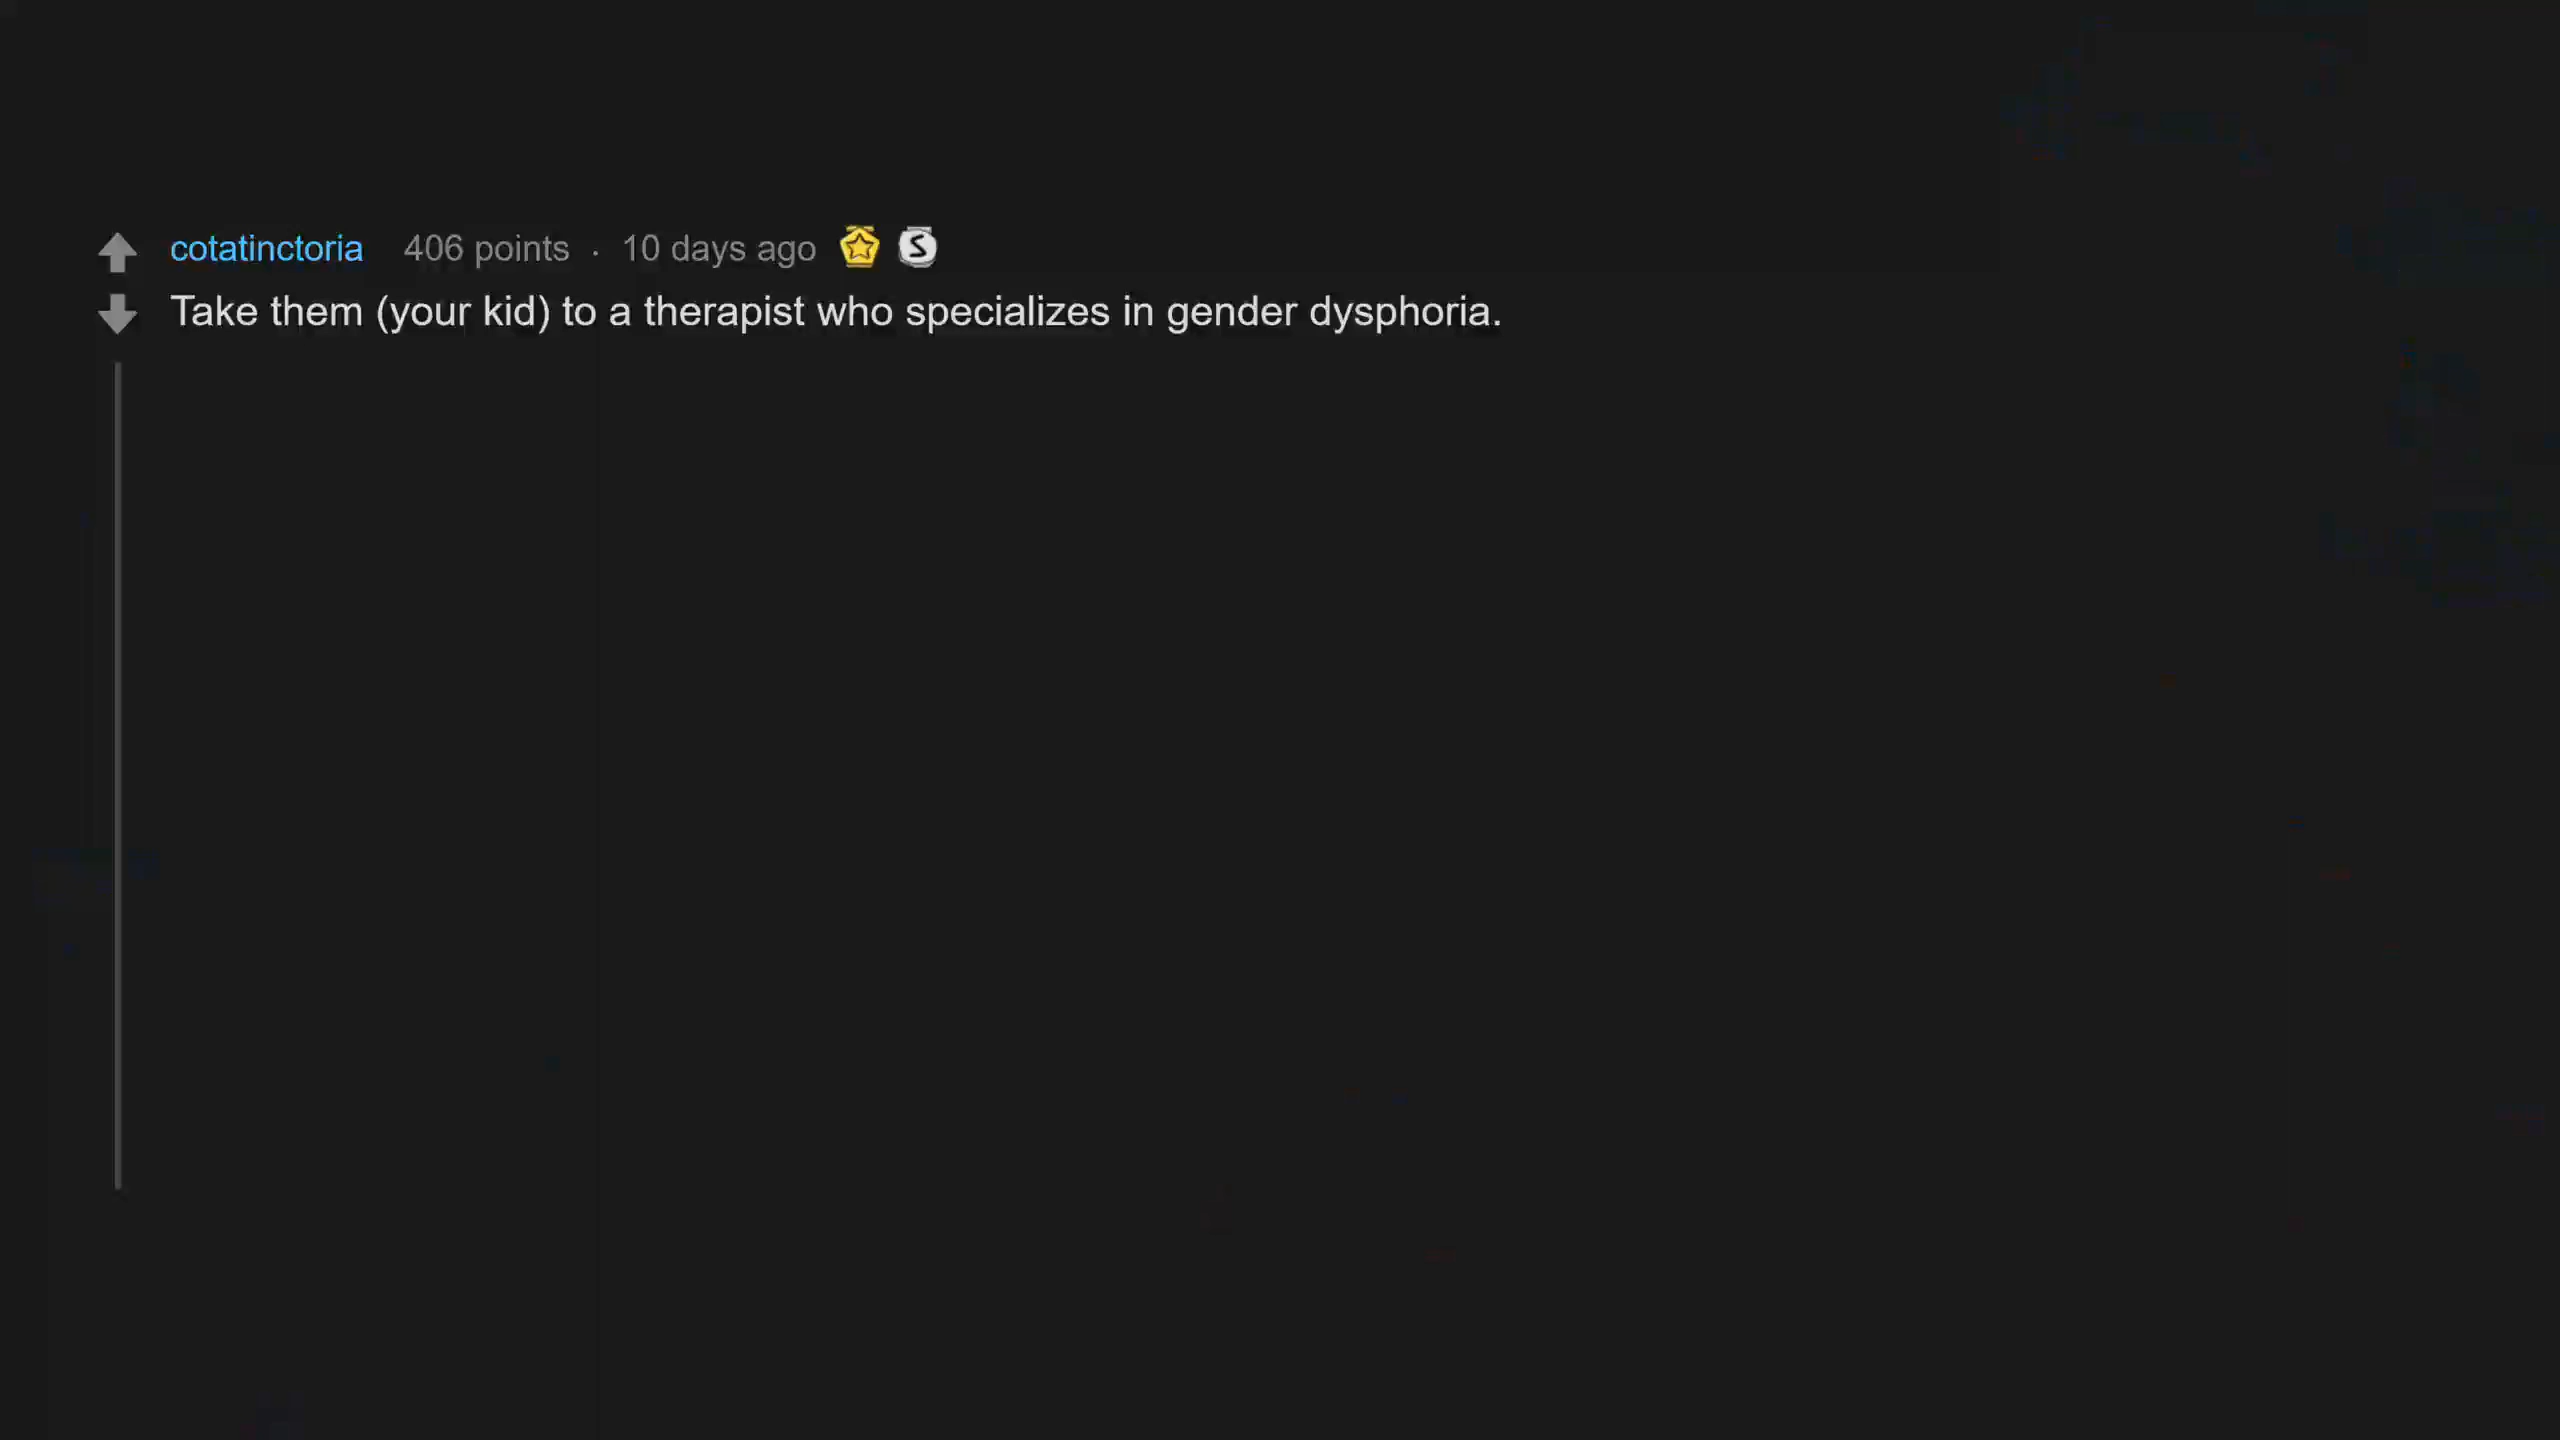 cotatinctoria 406 points · 10 days ago S
Take them (your kid) to a therapist who specializes in gender dysphoria.